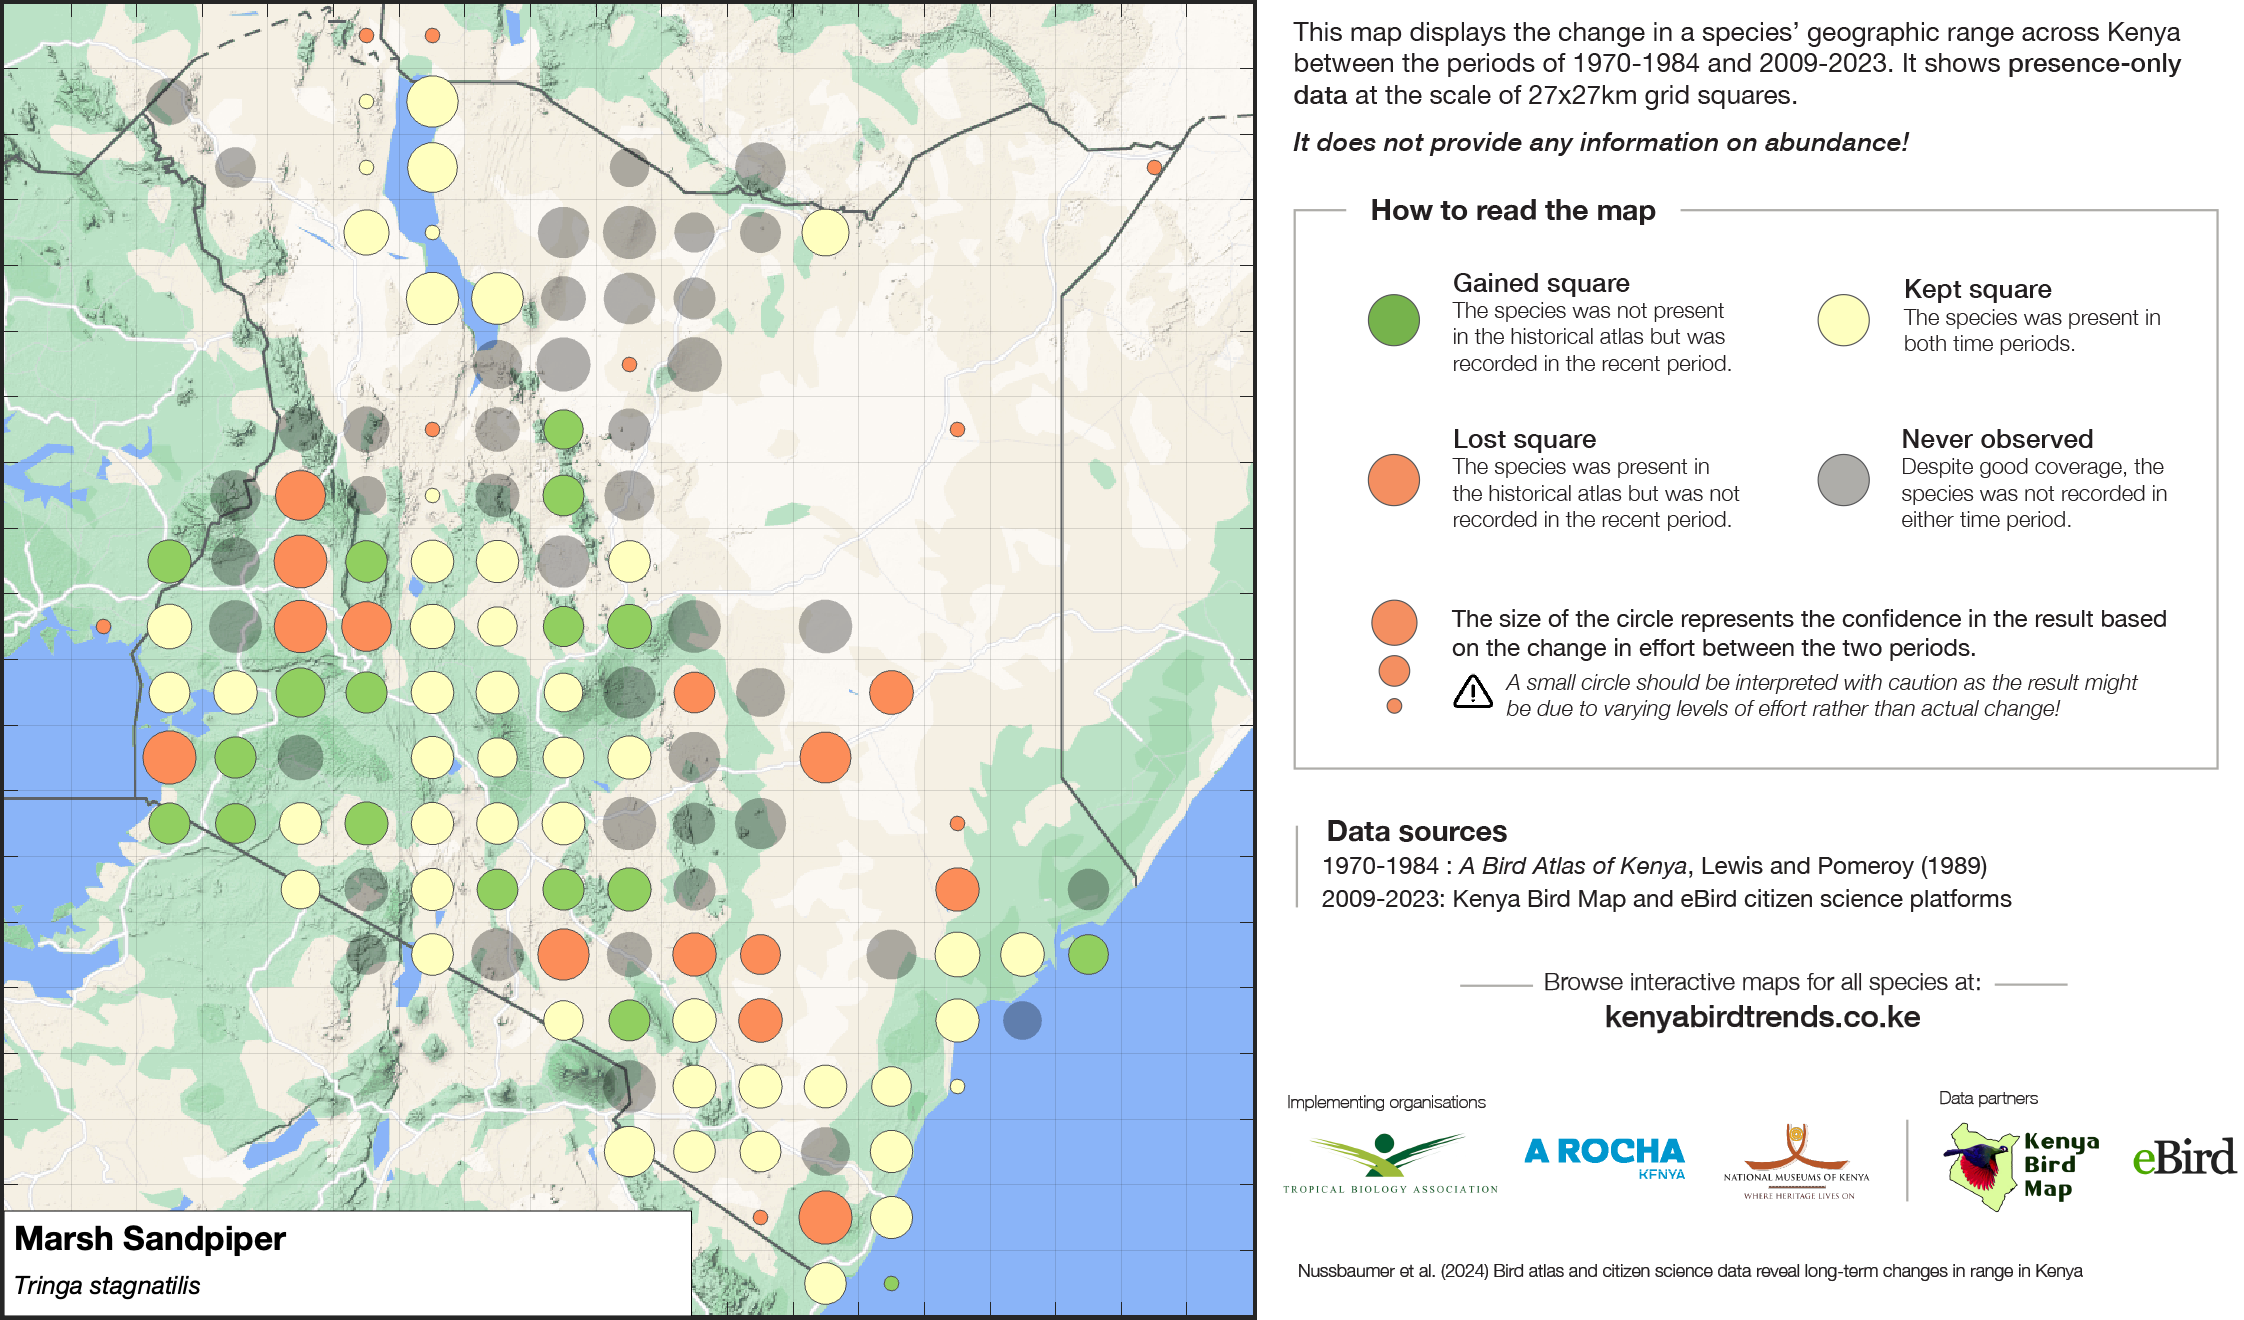 This map displays the change in a species’ geographic range across Kenya
between the periods of 1970-1984 and 2009-2023. It shows presence-only
data at the scale of 27x27km grid squares.
It does not provide any information on abundance!
How to read the map
Gained square
The species was not present
in the historical atlas but was
recorded in the recent period.
Kept square
The species was present in
both time periods.
Lost square
The species was present in
the historical atlas but was not
recorded in the recent period.
Never observed
Despite good coverage, the
species was not recorded in
either time period.
The size of the circle represents the confidence in the result based
on the change in effort between the two periods.
A small circle should be interpreted with caution as the result might
be due to varying levels of effort rather than actual change!
Data sources
1970-1984 : A Bird Atlas of Kenya, Lewis and Pomeroy (1989)
2009-2023: Kenya Bird Map and eBird citizen science platforms
Browse interactive maps for all species at:
kenyabirdtrends.co.ke
Implementing organisations
Data partners
TROPICAL BIOLOGY ASSOCIATION
A ROCHA
KENYA
NATIONAL MUSEUMS OF KENYA
WHERE HERITAGE LIVES ON
Kenya
Bird
Map
eBird
Marsh Sandpiper
Tringa stagnatilis
Nussbaumer et al. (2024) Bird atlas and citizen science data reveal long-term changes in range in Kenya